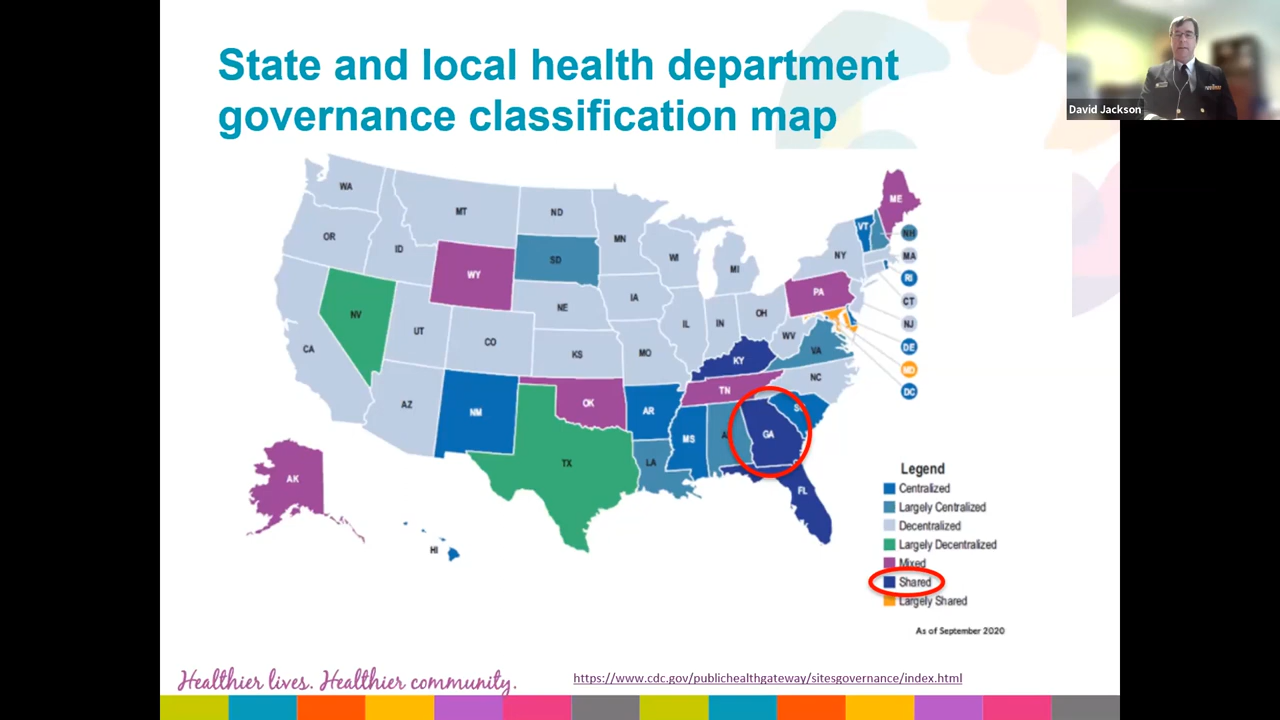 State and local health department
governance classification map
David Jackson
WA
MT
ND
MN
OR
ID
WY
SD
WI
MI
NY
VT
ME
NH
MA
RI
CT
NJ
DE
MD
DC
NV
UT
CO
NE
IA
IL
IN
OH
PA
WV
VA
CA
AZ
NM
KS
MO
KY
NC
TN
OK
AR
TX
LA
MS
GA
FL
AK
HI
Legend
Centralized
Largely Centralized
Decentralized
Largely Decentralized
Mixed
Shared
Largely Shared
As of September 2020
Healthier lives. Healthier community.
https://www.cdc.gov/publichealthgateway/sitesgovernance/index.html